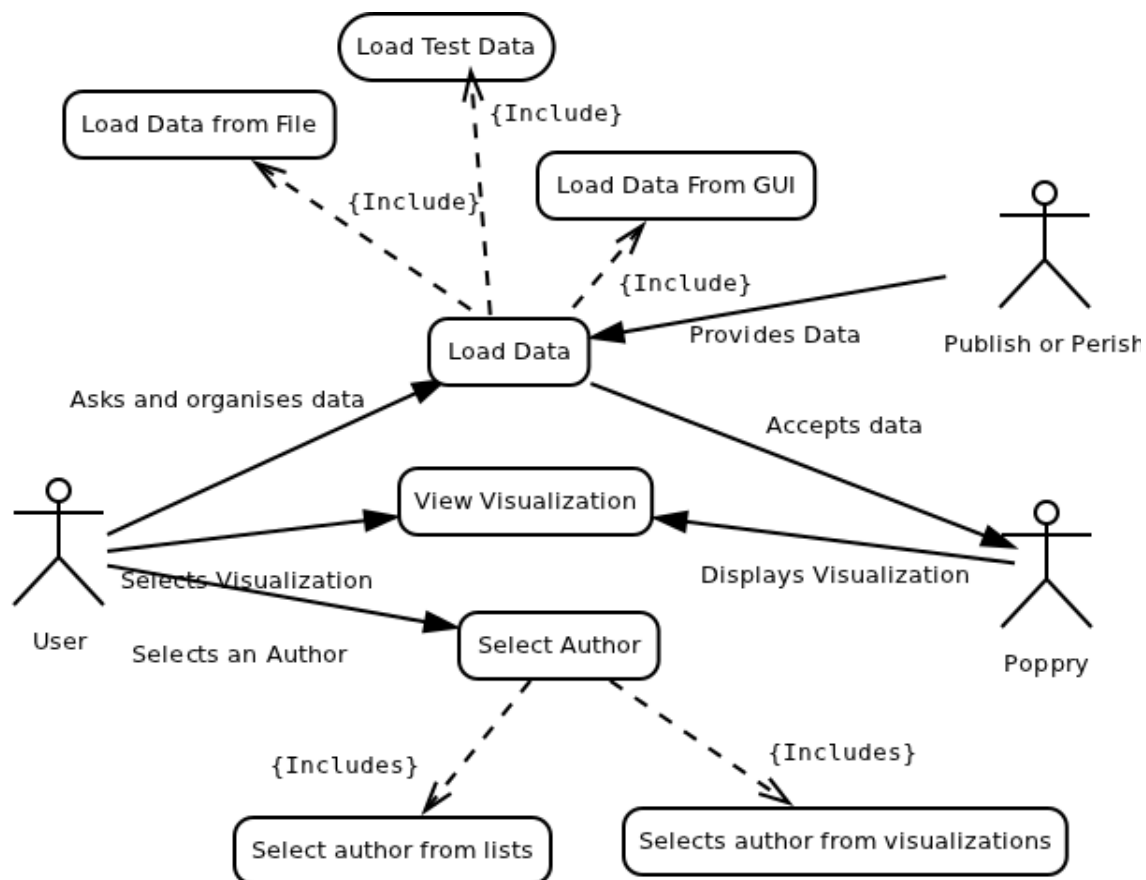 Load Test Data
Load Data from File
{Include}
Load Data From GUI
{Include}
{Include}
Provides Data
Publish or Perish
Load Data
Asks and organises data
Accepts data
View Visualization
Selects Visualization
Displays Visualization
User
Selects an Author
Select Author
Poppry
{Includes}
{Includes}
Select author from lists
Selects author from visualizations